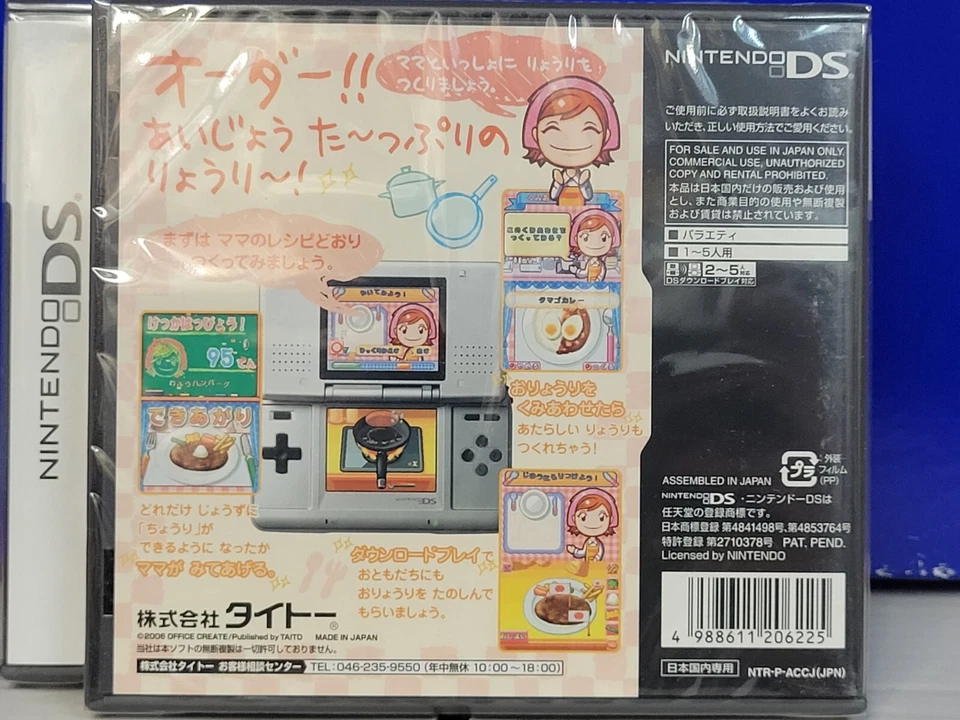 NINTENDO DS
オーダー!!
あいじょう た〜っぷりの
りょうり〜!
ママといっしょに りょうりを
つくりましょう。
まずは ママのレシピどおり
つくってみましょう。
けっかはっぴょう!
95てん
できあがり
どれだけ じょうずに
「ちょうり」が
できるように なったか
ママが みてあげる。
やいてみよう!
NINTENDO DS
タマゴカレー
おりょうりを
くみあわせたら
あたらしい りょうりも
つくれちゃう!
じゆうにもりつけよう!
ダウンロードプレイで
おともだちにも
おりょうりを たのしんで
もらいましょう。
株式会社 タイトー®
©2006 OFFICE CREATE/Published by TAITO MADE IN JAPAN
当社は本ソフトの無断複製は一切許可しておりません。
株式会社タイトー お客様相談センター TEL:046-235-9550 (年中無休 10:00〜18:00)
NINTENDO DS
ご使用前に必ず取扱説明書をよくお読み
いただき、正しい使用方法でご愛用ください。
FOR SALE AND USE IN JAPAN ONLY.
COMMERCIAL USE, UNAUTHORIZED
COPY AND RENTAL PROHIBITED.
本品は日本国内だけの販売および使用
とし、また商業目的の使用や無断複製
および賃貸は禁止されています。
■ バラエティ
■ 1〜5人用
2〜5人対応
DSダウンロードプレイ対応
ASSEMBLED IN JAPAN
プラ
外装
フィルム
(PP)
NINTENDO DS・ニンテンドーDSは
任天堂の登録商標です。
日本商標登録 第4841498号、第4853764号
特許登録 第2710378号 PAT. PEND.
Licensed by NINTENDO
4 988611 206225
日本国内専用 NTR-P-ACCJ(JPN)